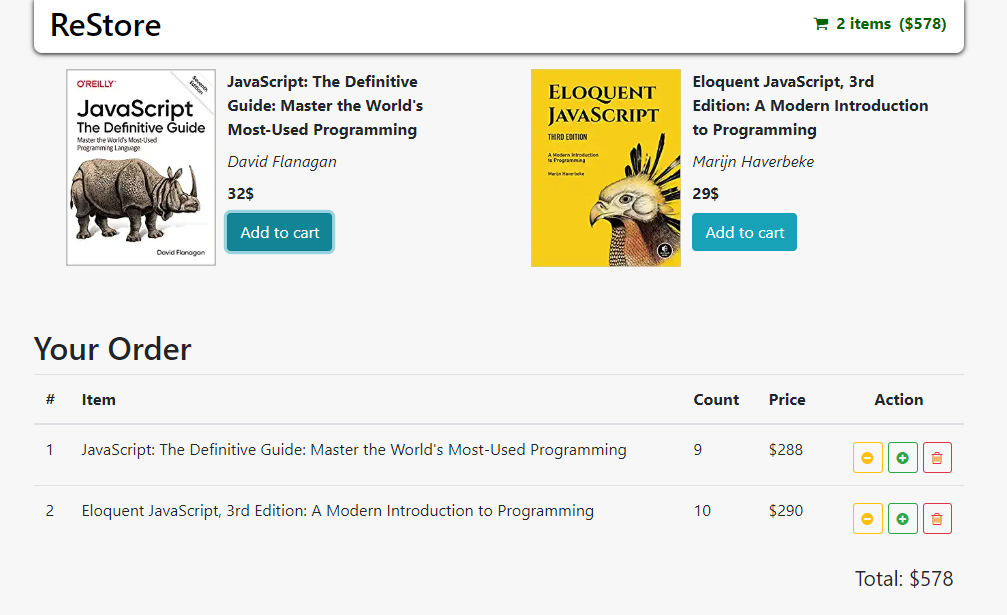 ReStore
2 items ($578)
O'REILLY
Seventh
Edition
JavaScript
The Definitive Guide
Master the World's Most-Used
Programming Language
David Flanagan
JavaScript: The Definitive
Guide: Master the World's
Most-Used Programming
David Flanagan
32$
Add to cart
ELOQUENT
JAVASCRIPT
THIRD EDITION
A Modern Introduction
to Programming
Marijn Haverbeke
Eloquent JavaScript, 3rd
Edition: A Modern Introduction
to Programming
Marijn Haverbeke
29$
Add to cart
Your Order
# Item Count Price Action
1 JavaScript: The Definitive Guide: Master the World's Most-Used Programming 9 $288
2 Eloquent JavaScript, 3rd Edition: A Modern Introduction to Programming 10 $290
Total: $578